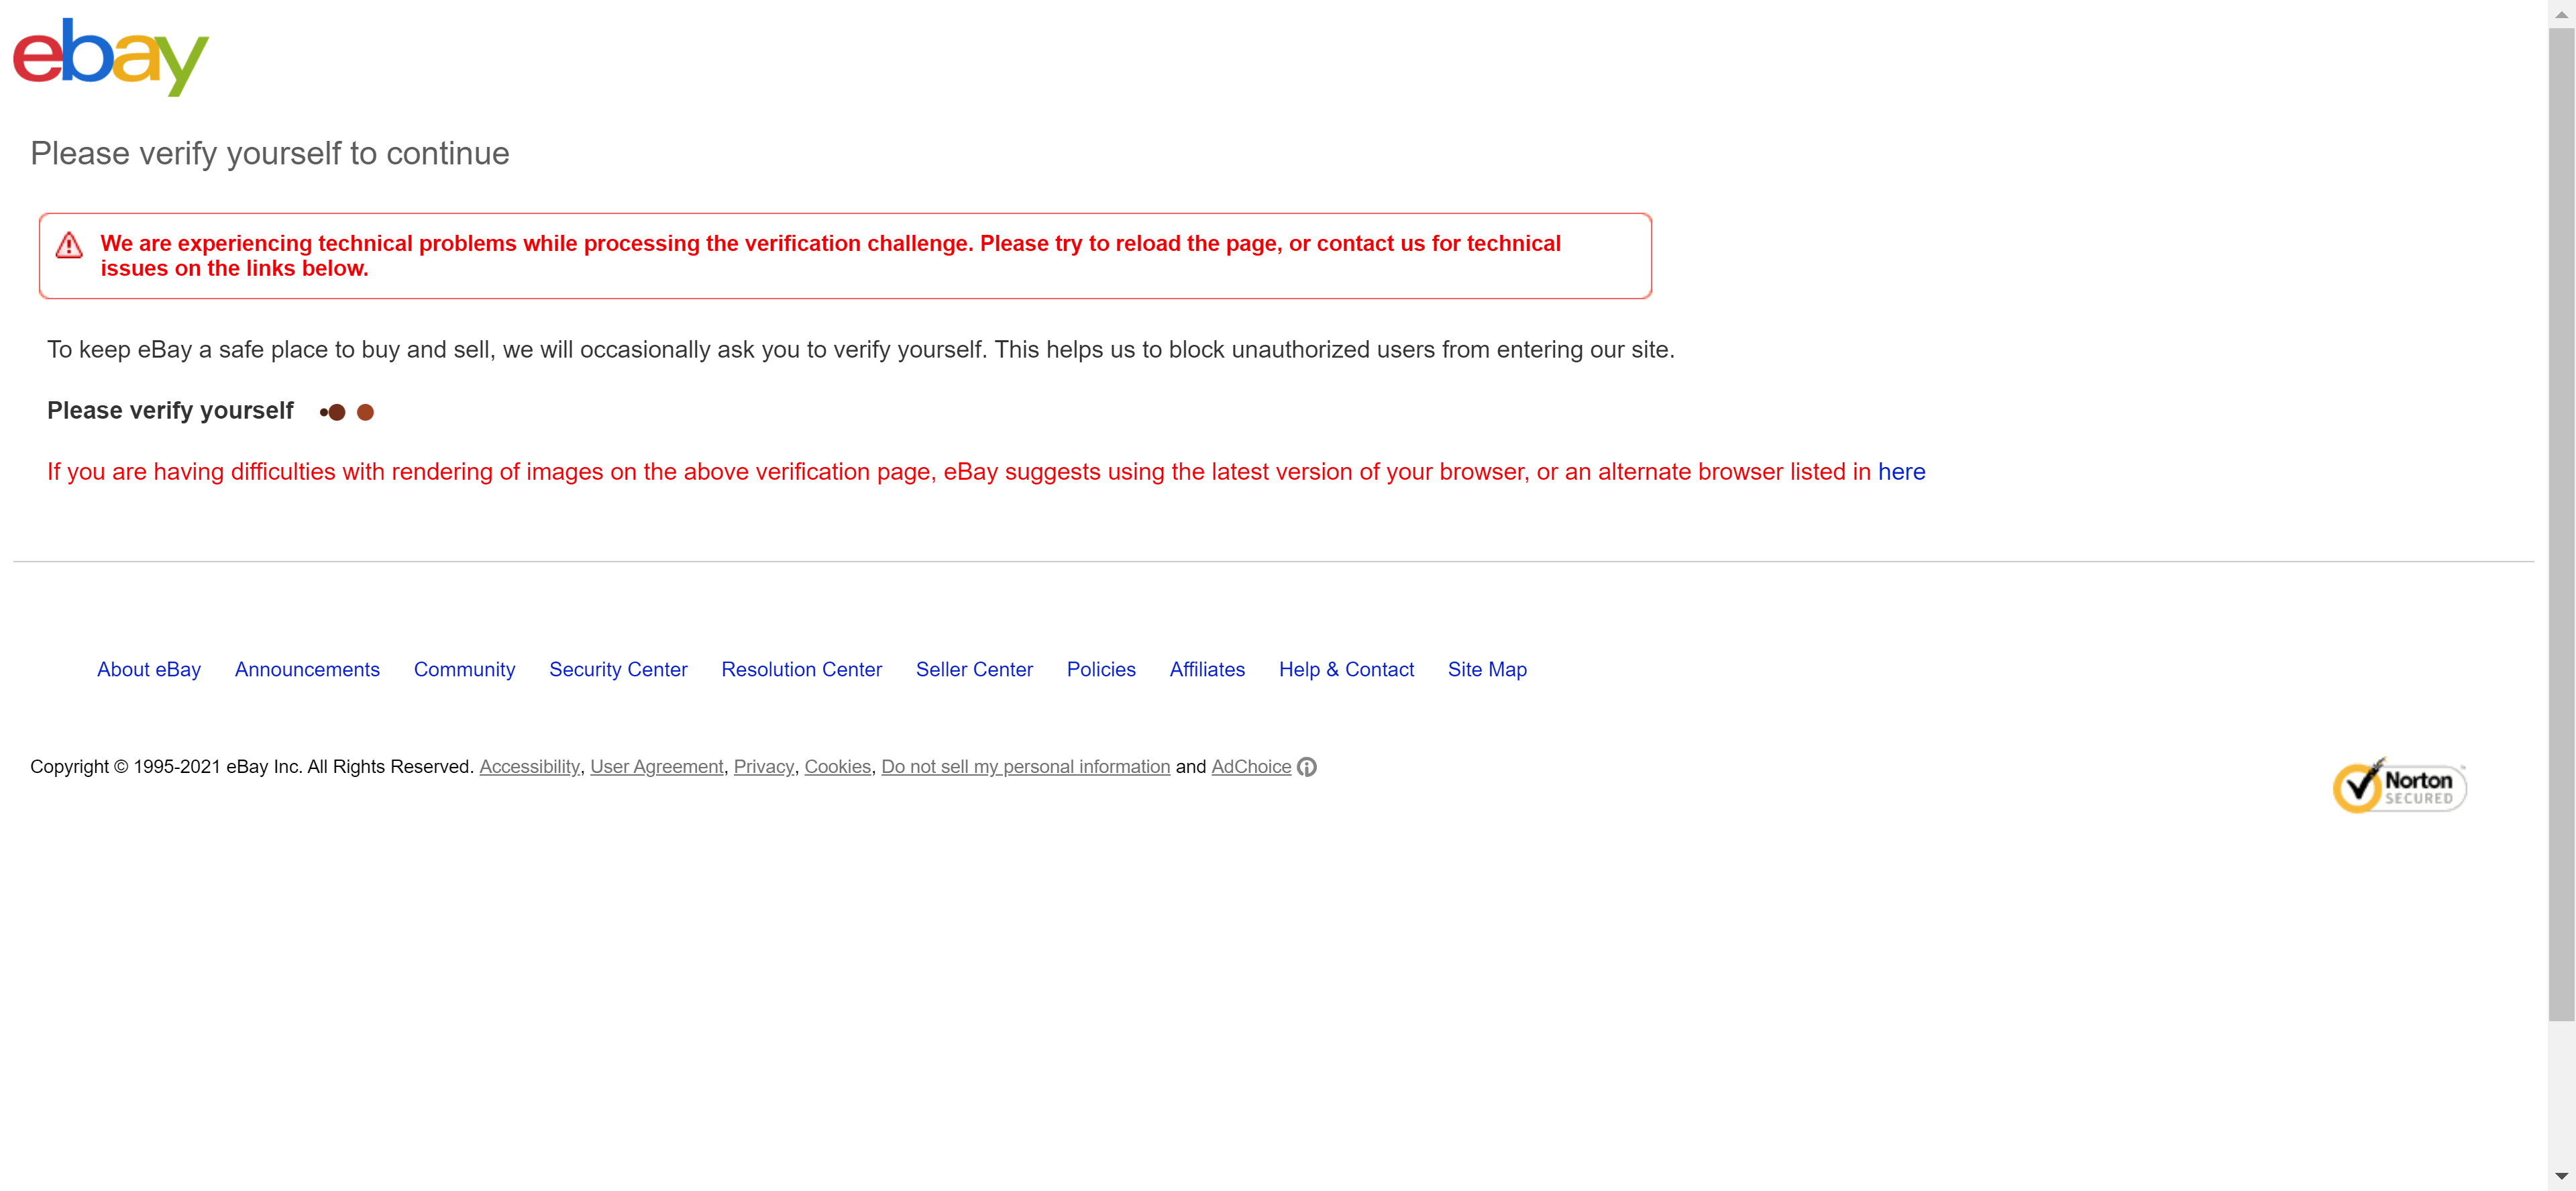 ebay
Please verify yourself to continue
We are experiencing technical problems while processing the verification challenge. Please try to reload the page, or contact us for technical
issues on the links below.
To keep eBay a safe place to buy and sell, we will occasionally ask you to verify yourself. This helps us to block unauthorized users from entering our site.
Please verify yourself
If you are having difficulties with rendering of images on the above verification page, eBay suggests using the latest version of your browser, or an alternate browser listed in here
About eBay Announcements Community Security Center Resolution Center Seller Center Policies Affiliates Help & Contact Site Map
Copyright © 1995-2021 eBay Inc. All Rights Reserved. Accessibility, User Agreement, Privacy, Cookies, Do not sell my personal information and AdChoice
Norton
SECURED